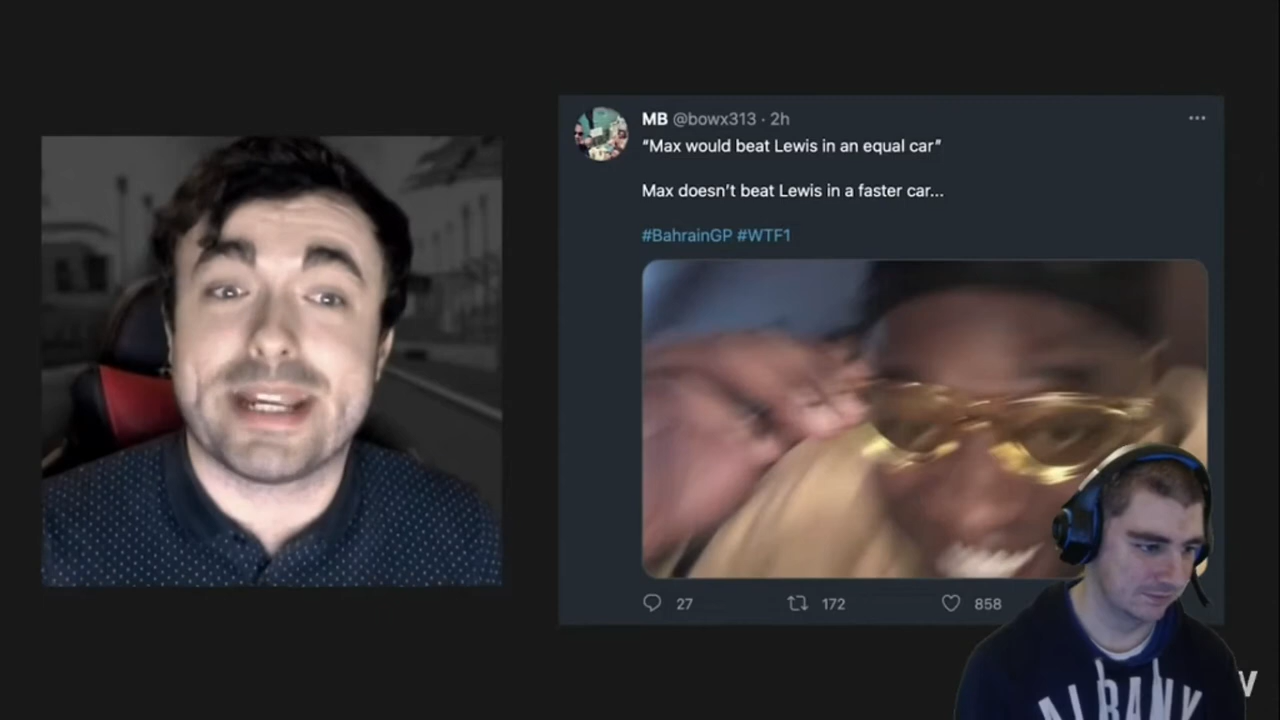 MB @bowx313 · 2h
“Max would beat Lewis in an equal car”
Max doesn’t beat Lewis in a faster car...
#BahrainGP #WTF1
27 172 858
ALBANY